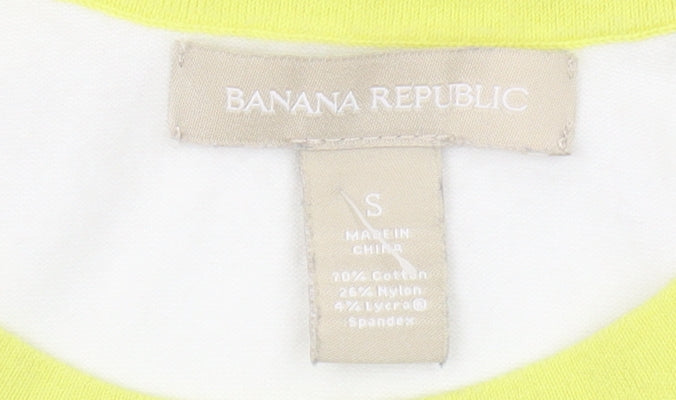 BANANA REPUBLIC
S
MADE IN
CHINA
70% Cotton
26% Nylon
4% Lycra®
Spandex